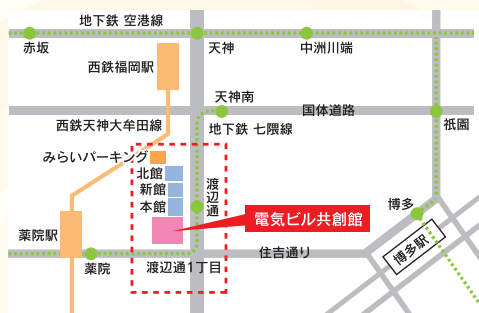 地下鉄 空港線
赤坂
天神
中洲川端
西鉄福岡駅
天神南
国体道路
西鉄天神大牟田線
地下鉄 七隈線
祇園
みらいパーキング
北館
新館
本館
渡辺通
電気ビル共創館
博多
薬院駅
博多駅
薬院
渡辺通1丁目
住吉通り